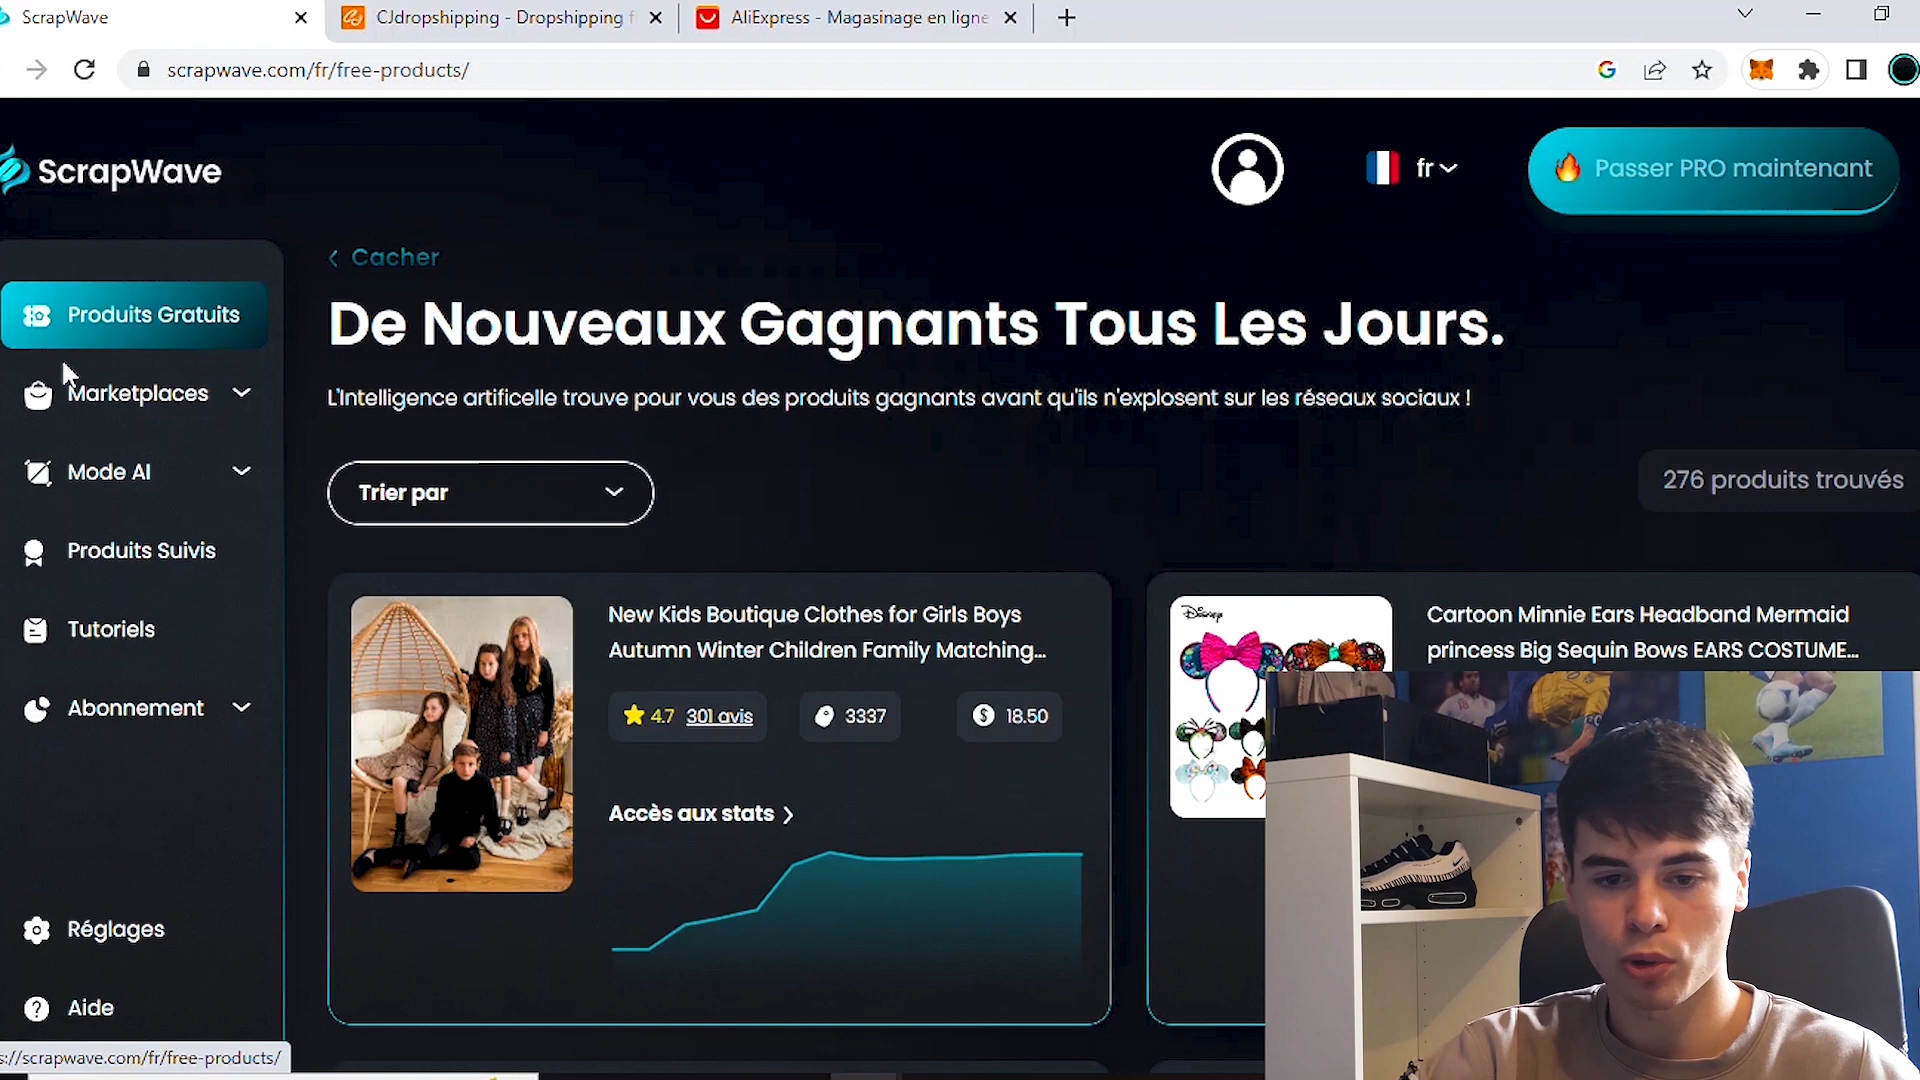 ScrapWave
CJdropshipping - Dropshipping f
AliExpress - Magasinage en ligne
scrapwave.com/fr/free-products/
ScrapWave
fr
Passer PRO maintenant
Produits Gratuits
Marketplaces
Mode AI
Produits Suivis
Tutoriels
Abonnement
Réglages
Aide
Cacher
De Nouveaux Gagnants Tous Les Jours.
L'Intelligence artificelle trouve pour vous des produits gagnants avant qu'ils n'explosent sur les réseaux sociaux !
Trier par
276 produits trouvés
New Kids Boutique Clothes for Girls Boys
Autumn Winter Children Family Matching...
4.7 301 avis 3337 18.50
Accès aux stats
Disney
Cartoon Minnie Ears Headband Mermaid
princess Big Sequin Bows EARS COSTUME...
s://scrapwave.com/fr/free-products/